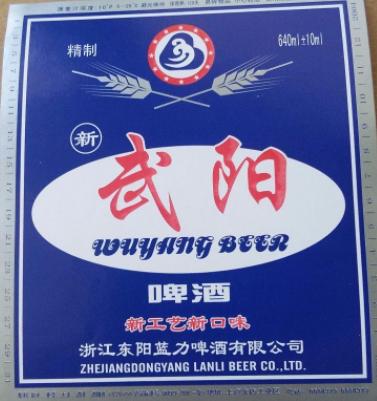 精制
640ml±10ml
新
武阳
WUYANG BEER
啤酒
新工艺新口味
浙江东阳蓝力啤酒有限公司
ZHEJIANGDONGYANG LANLI BEER CO.,LTD.